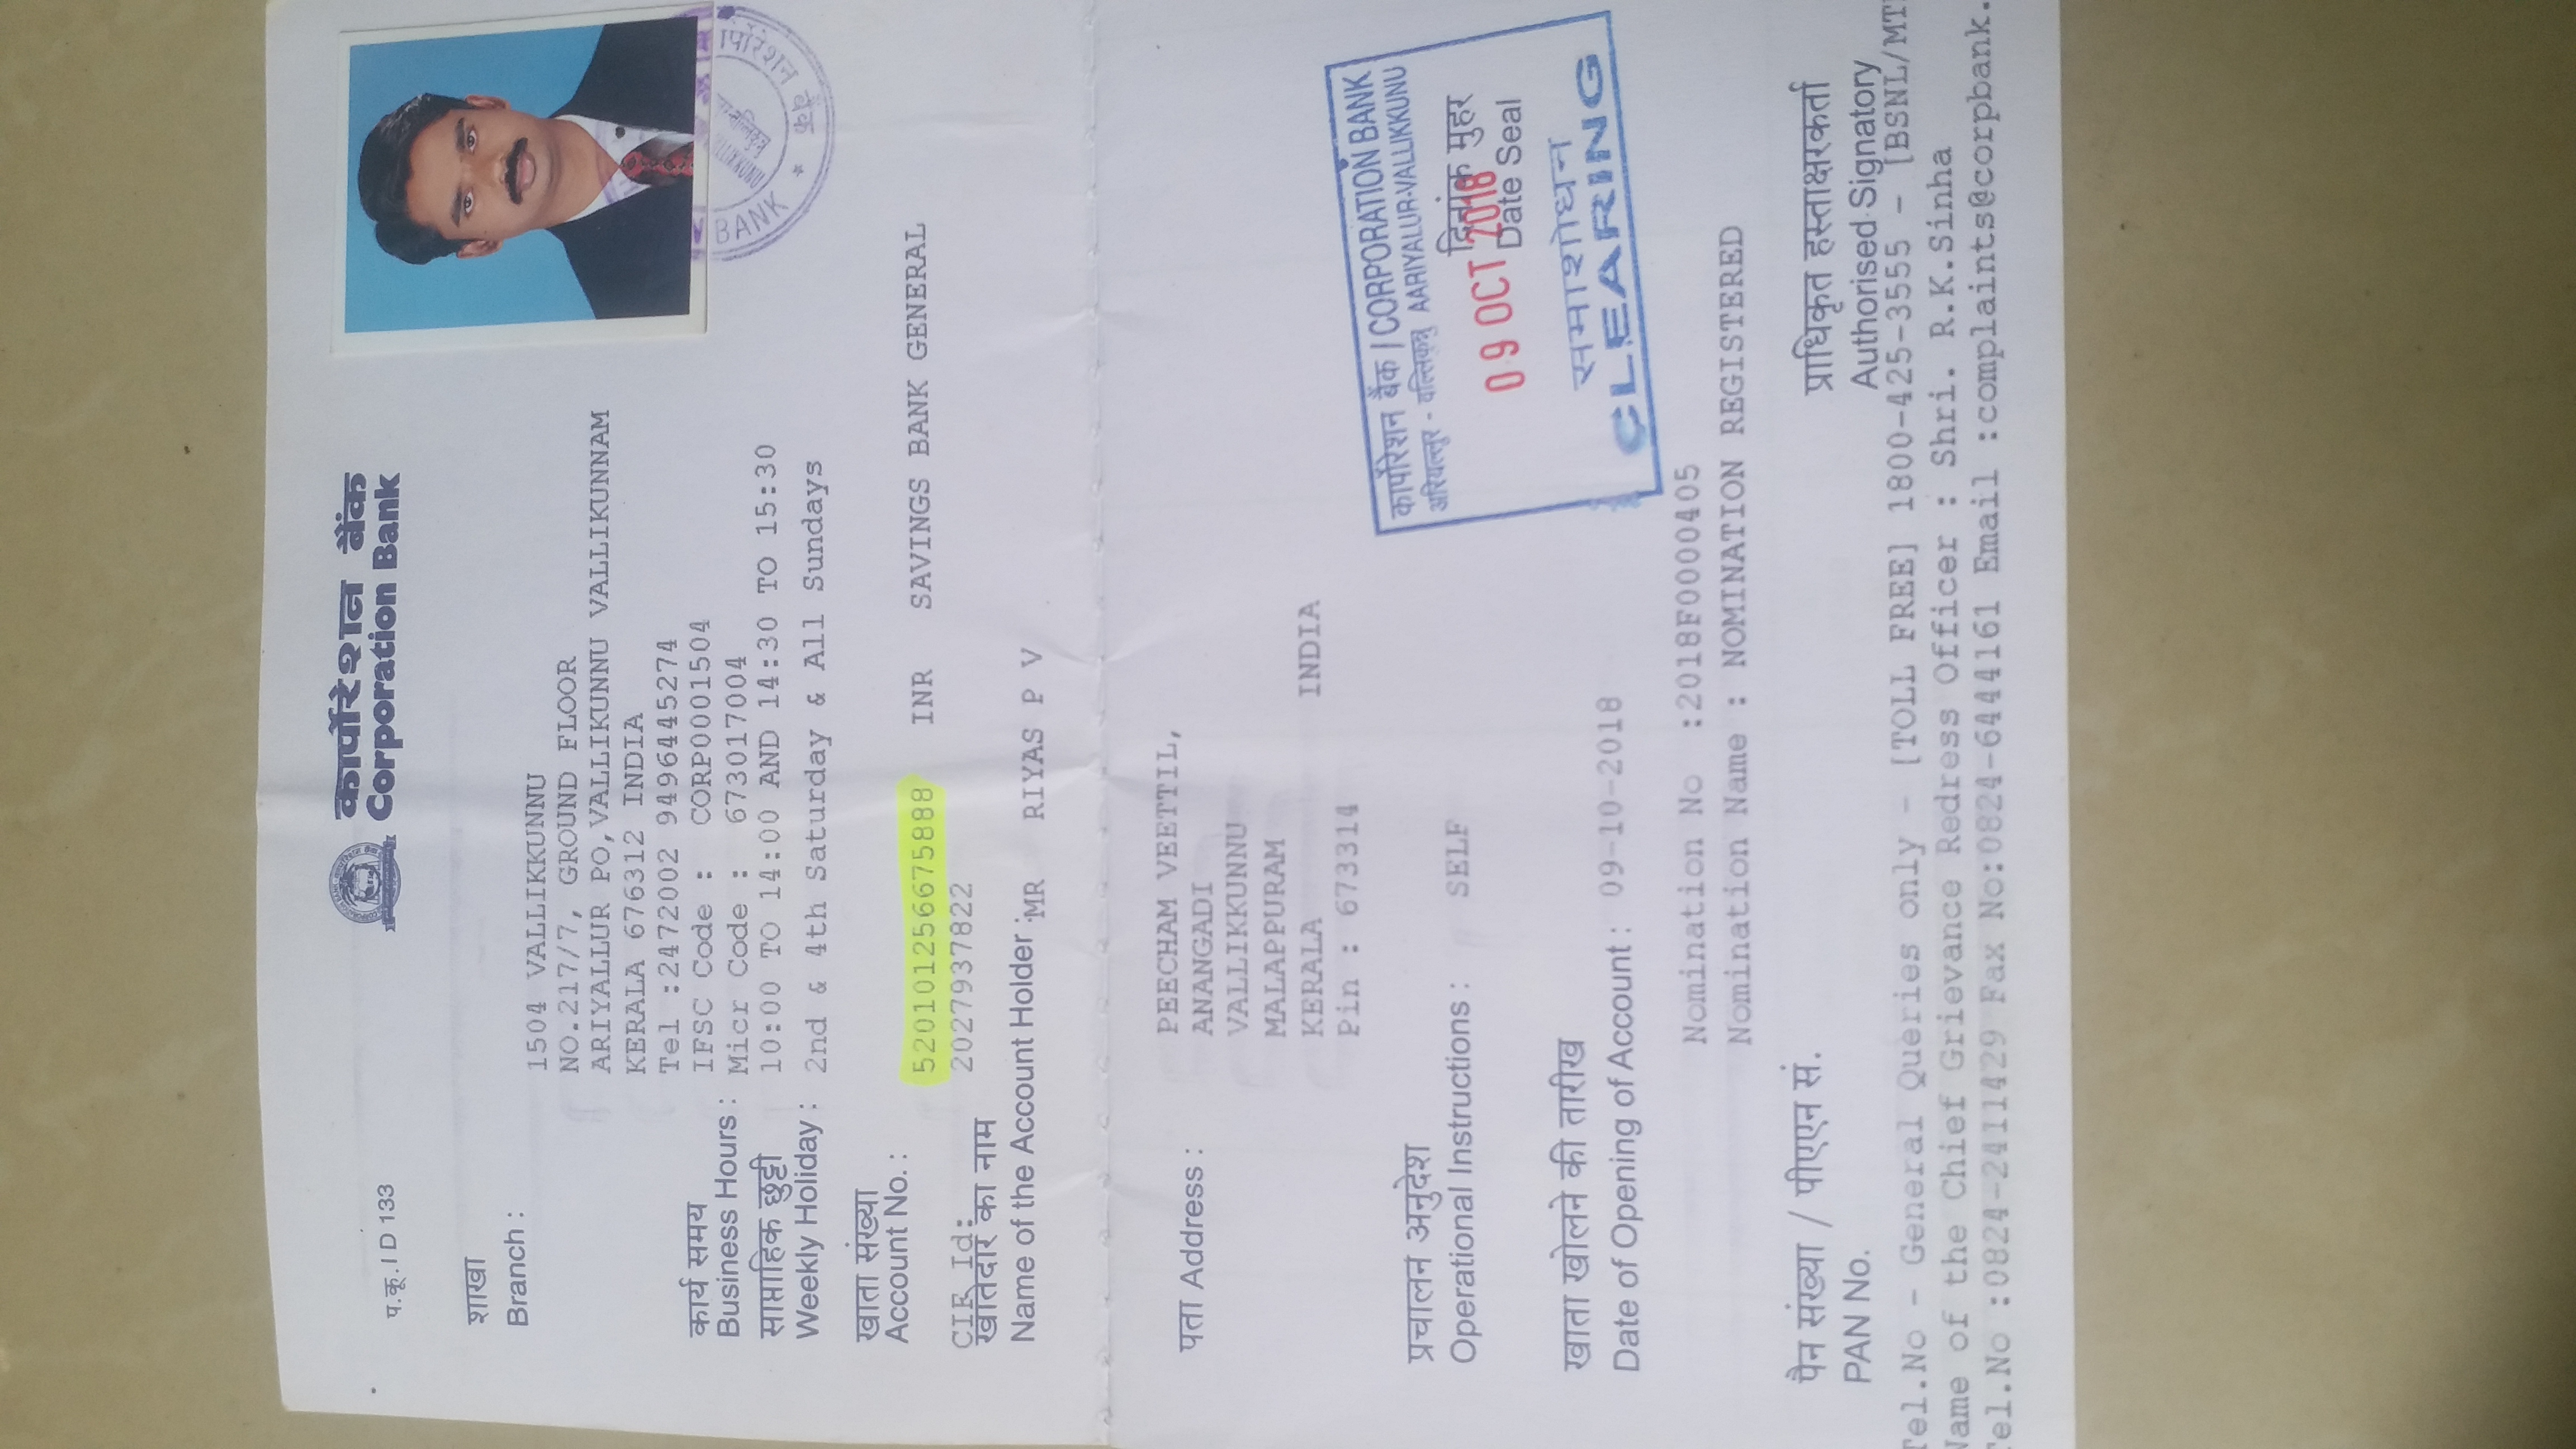 प.कू.I D 133
कार्पोरेशन बैंक
Corporation Bank
शाखा
Branch :
1504 VALLIKKUNNU
NO.217/7, GROUND FLOOR
ARIYALLUR PO,VALLIKUNNU VALLIKUNNAM
KERALA 676312 INDIA
Tel :2472002 9496445274
कार्य समय
IFSC Code : CORP0001504
Business Hours :
Micr Code : 673017004
साप्ताहिक छुट्टी
10:00 TO 14:00 AND 14:30 TO 15:30
Weekly Holiday : 2nd & 4th Saturday & All Sundays
BANK
बैंक
खाता संख्या
Account No. :
520101256675888 INR SAVINGS BANK GENERAL
CIF Id: 2027937822
खातेदार का नाम
Name of the Account Holder : MR RIYAS P V
पता Address :
PEECHAM VEETTIL,
ANANGADI
VALLIKKUNNU
MALAPPURAM
KERALA INDIA
Pin : 673314
कार्पोरेशन बैंक / CORPORATION BANK
अरियल्लुर - वल्लिकुन्नु AARIYALUR-VALLIKKUNU
प्रचालन अनुदेश
Operational Instructions : SELF
दिनांक मुहर
09 OCT 2018
Date Seal
समाशोधन
CLEARING
खाता खोलने की तारीख
Date of Opening of Account : 09-10-2018
Nomination No :2018F0000405
Nomination Name : NOMINATION REGISTERED
पैन संख्या / पीएएन सं.
PAN No.
प्राधिकृत हस्ताक्षरकर्ता
Authorised Signatory
Tel.No - General Queries only - [TOLL FREE] 1800-425-3555 - [BSNL/MT
Name of the Chief Grievance Redress Officer : Shri. R.K.Sinha
Tel.No :0824-2411429 Fax No:0824-6444161 Email :complaints@corpbank.